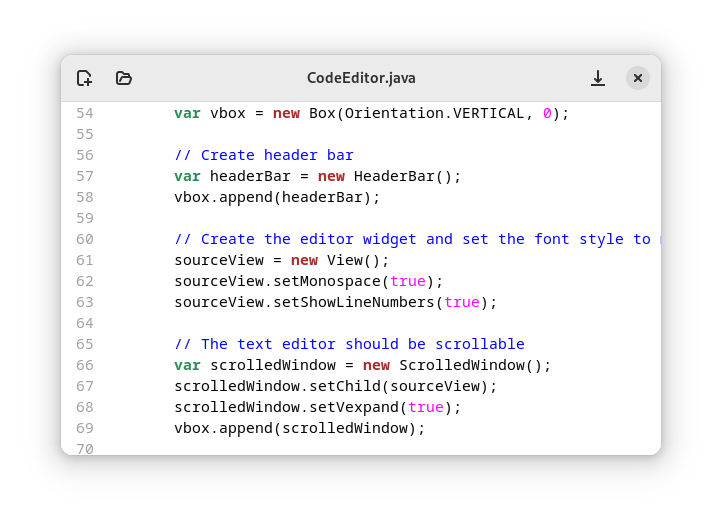 CodeEditor.java
54         var vbox = new Box(Orientation.VERTICAL, 0);
55
56         // Create header bar
57         var headerBar = new HeaderBar();
58         vbox.append(headerBar);
59
60         // Create the editor widget and set the font style to
61         sourceView = new View();
62         sourceView.setMonospace(true);
63         sourceView.setShowLineNumbers(true);
64
65         // The text editor should be scrollable
66         var scrolledWindow = new ScrolledWindow();
67         scrolledWindow.setChild(sourceView);
68         scrolledWindow.setVexpand(true);
69         vbox.append(scrolledWindow);
70